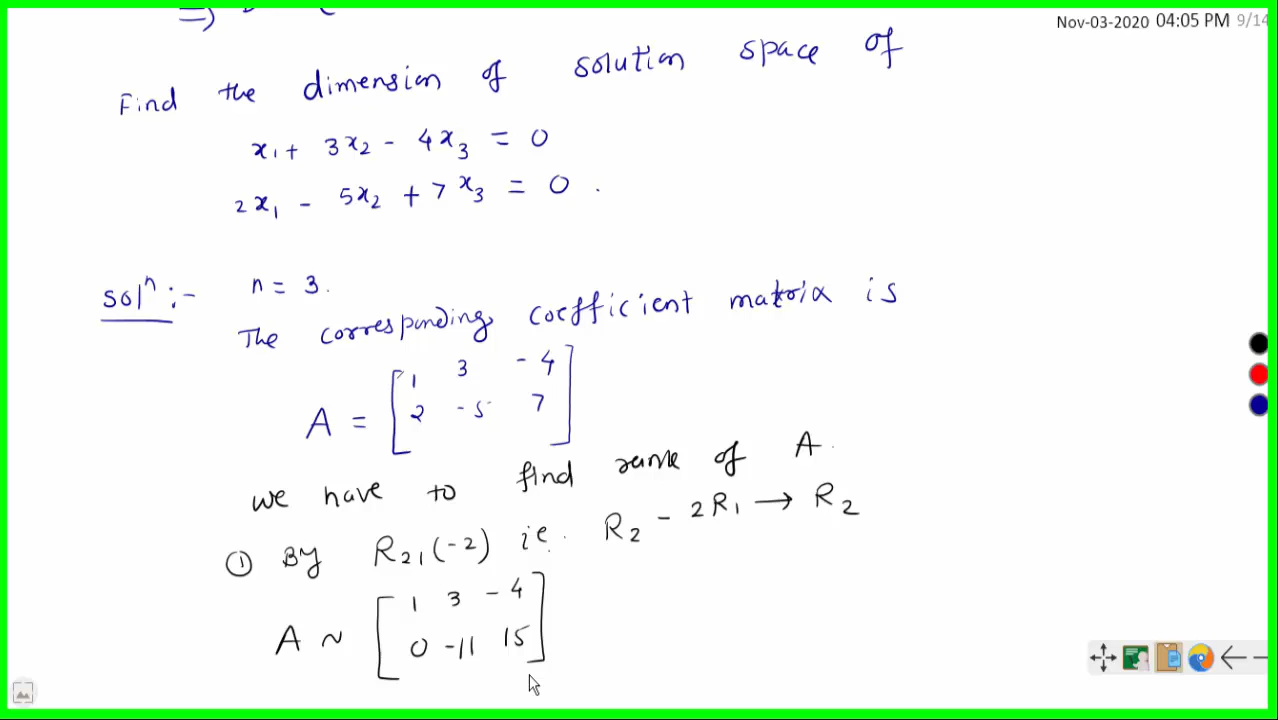 Nov-03-2020 04:05 PM 9/14
Find the dimension of solution space of
x₁ + 3x₂ - 4x₃ = 0
2x₁ - 5x₂ + 7x₃ = 0 .
solⁿ :- n = 3.
The corresponding coefficient matrix is
A = [ 1 3 -4
2 -5 7 ]
we have to find rank of A.
① By R₂₁(-2) ie. R₂ - 2R₁ → R₂
A ~ [ 1 3 -4
0 -11 15 ]